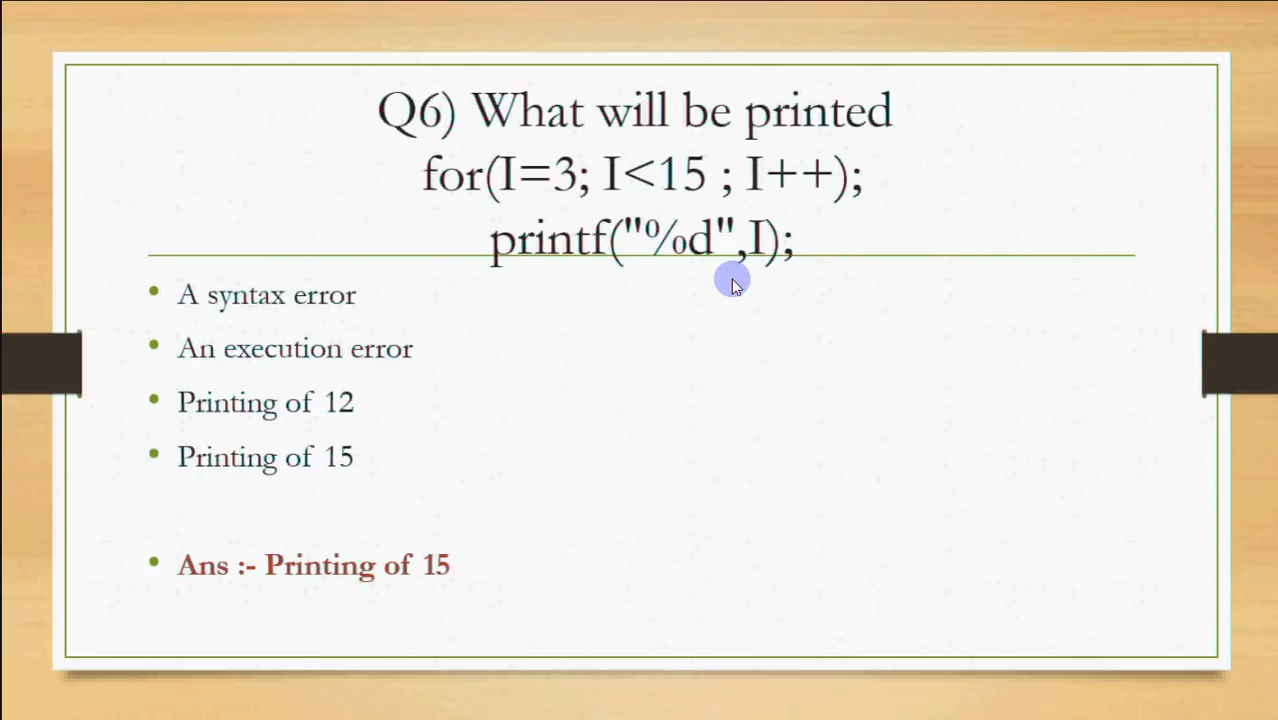 Q6) What will be printed
for(I=3; I<15 ; I++);
printf("%d",I);
• A syntax error
• An execution error
• Printing of 12
• Printing of 15
• Ans :- Printing of 15